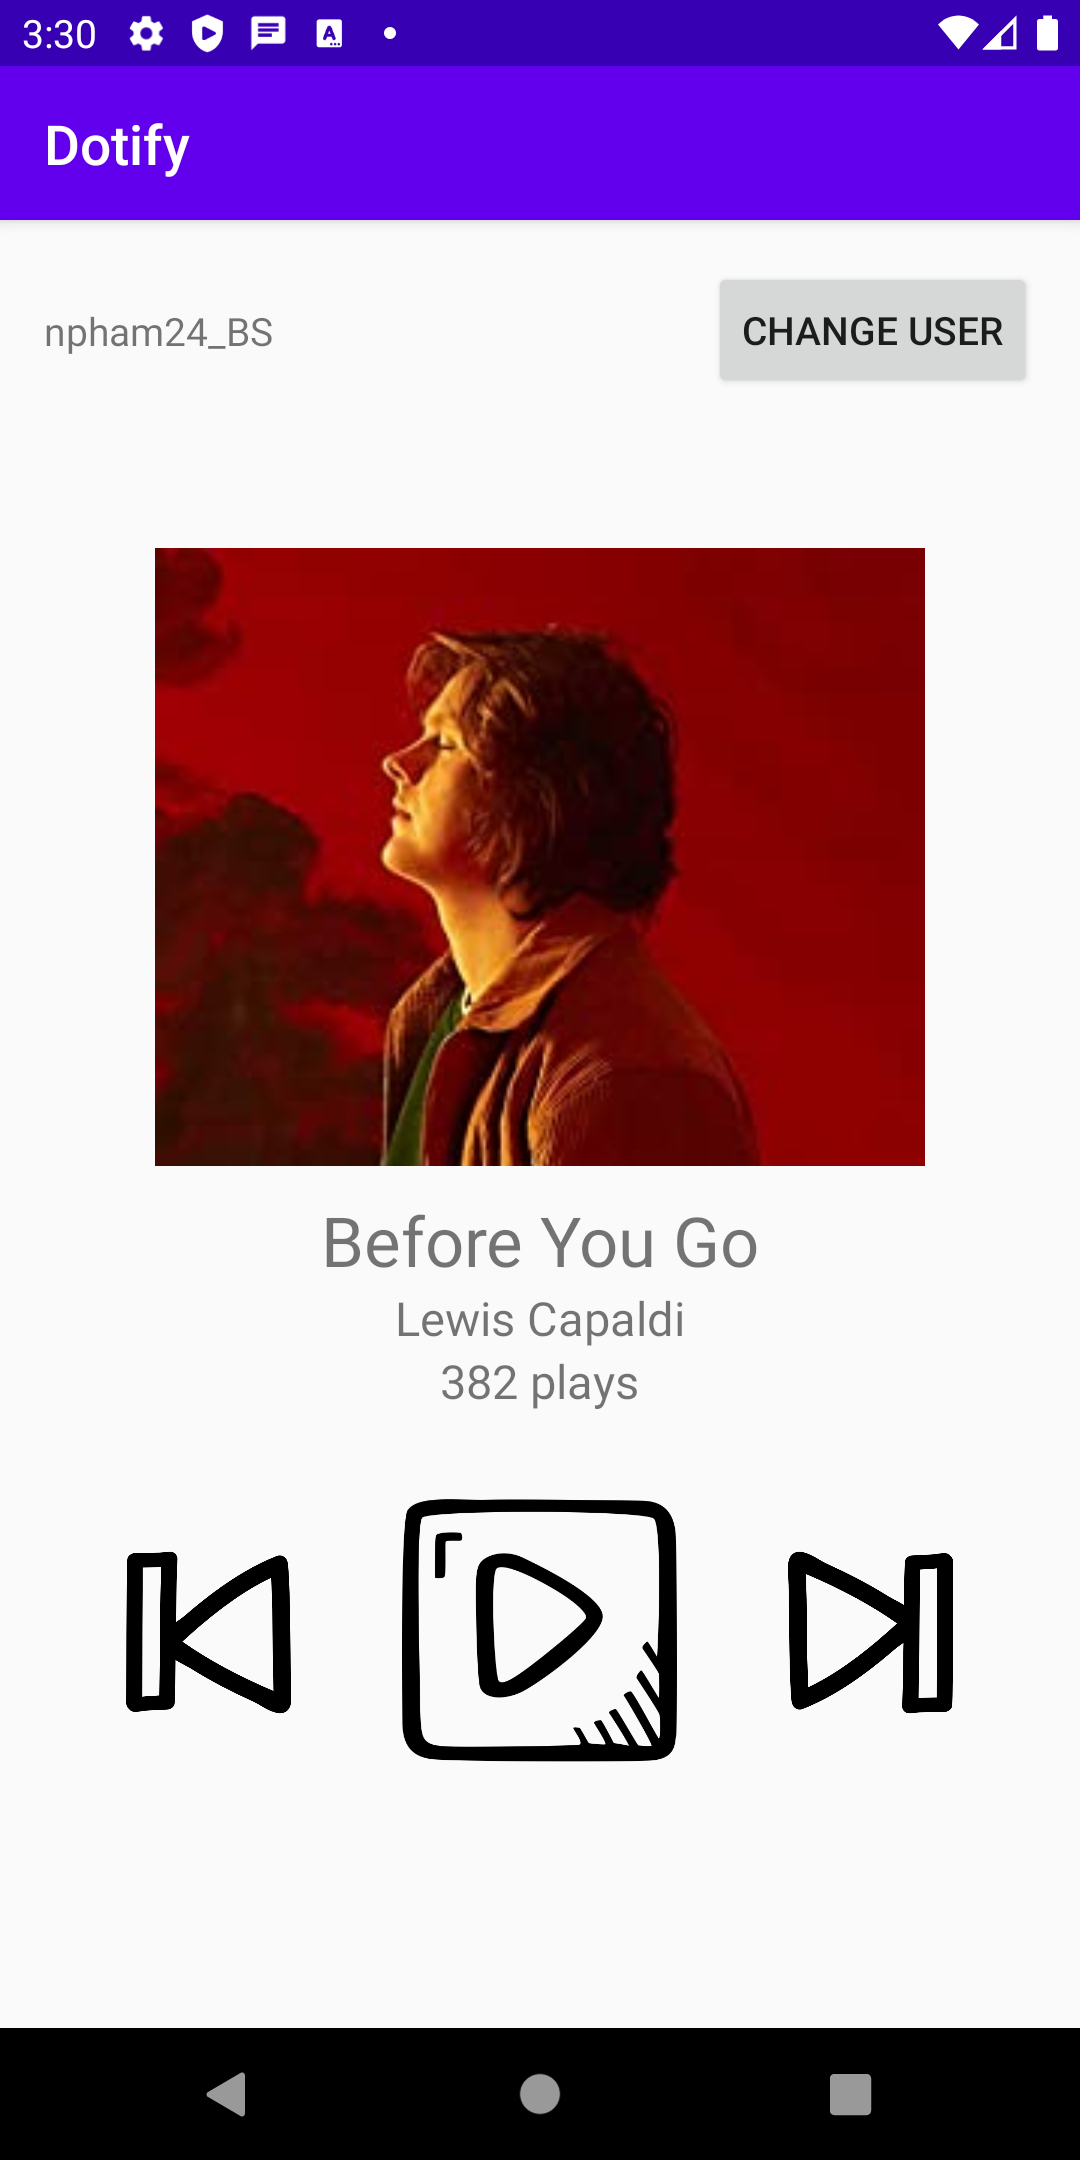 3:30
Dotify
npham24_BS
CHANGE USER
Before You Go
Lewis Capaldi
382 plays